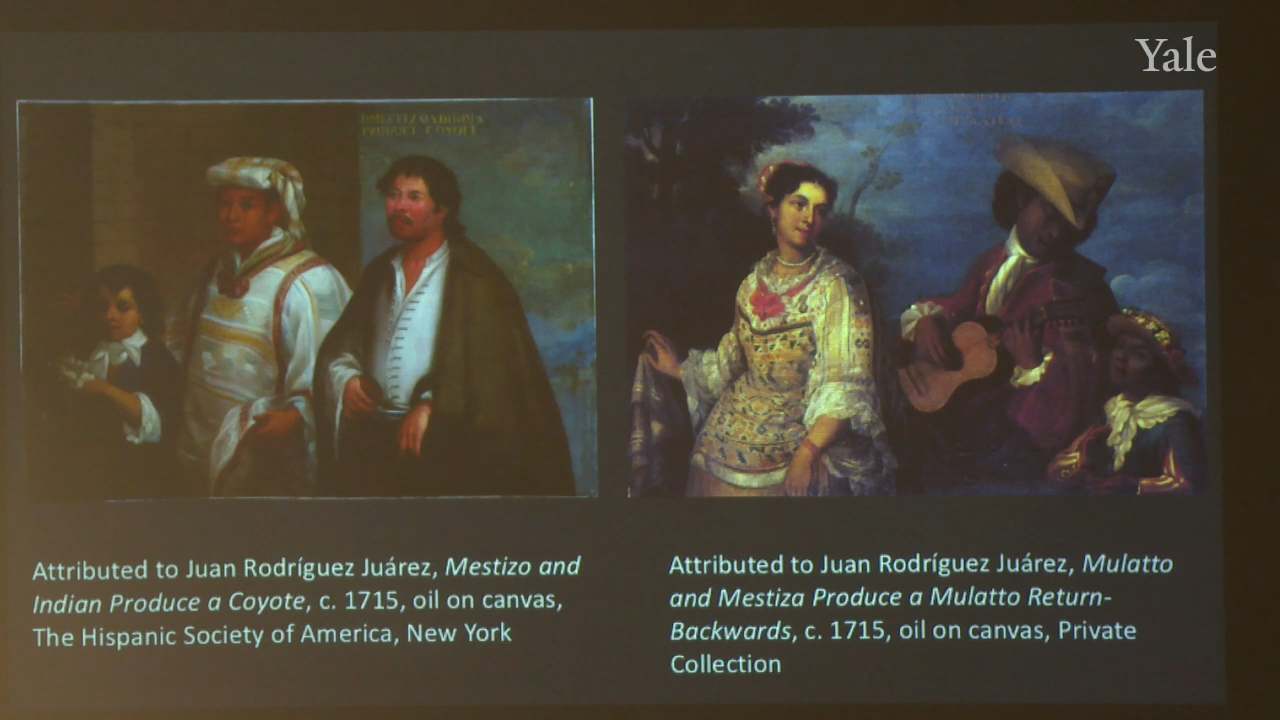 Yale
PRODUCE COYOTE
Attributed to Juan Rodríguez Juárez, Mestizo and
Indian Produce a Coyote, c. 1715, oil on canvas,
The Hispanic Society of America, New York
Attributed to Juan Rodríguez Juárez, Mulatto
and Mestiza Produce a Mulatto Return-
Backwards, c. 1715, oil on canvas, Private
Collection